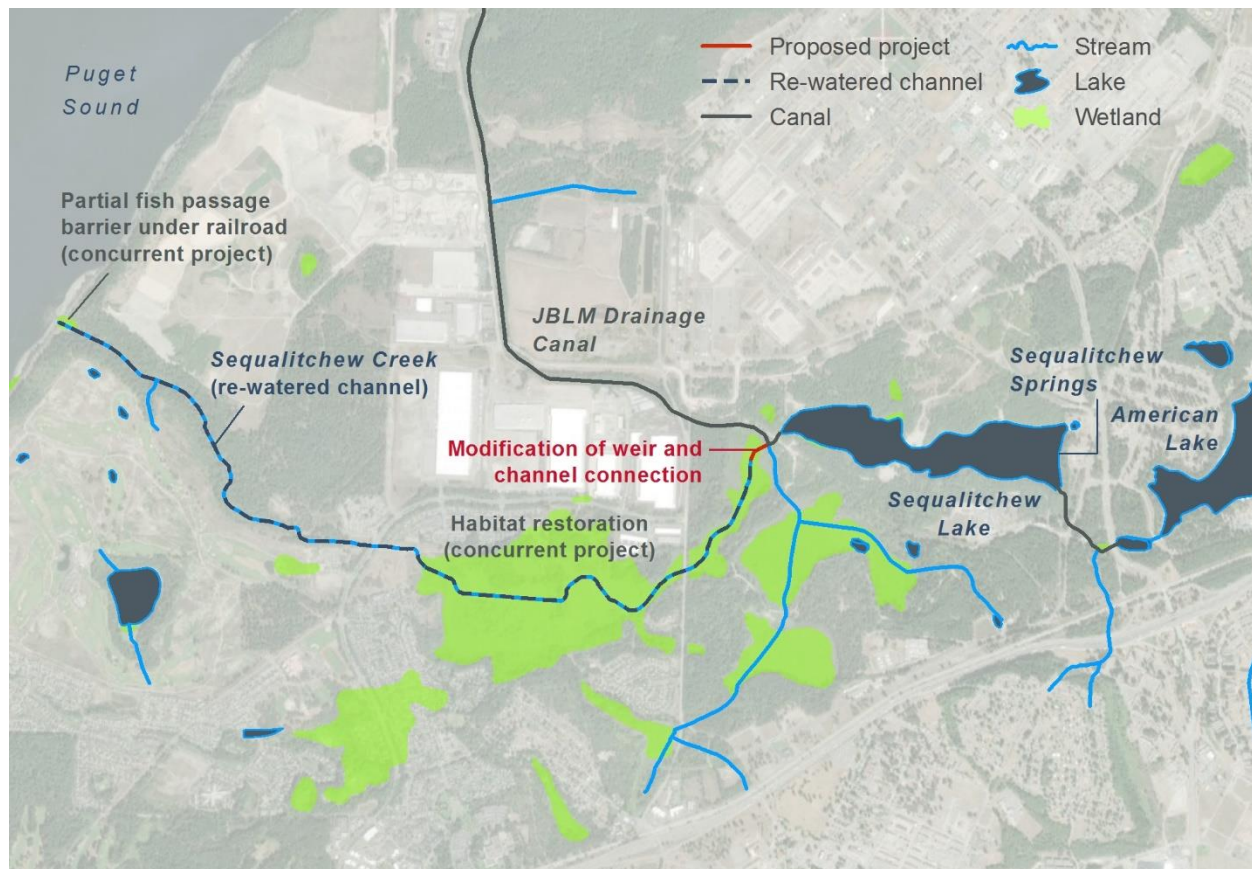 Puget
Sound
Proposed project
Re-watered channel
Canal
Stream
Lake
Wetland
Partial fish passage
barrier under railroad
(concurrent project)
Sequalitchew Creek
(re-watered channel)
JBLM Drainage
Canal
Sequalitchew
Springs
American
Lake
Modification of weir and
channel connection
Sequalitchew
Lake
Habitat restoration
(concurrent project)